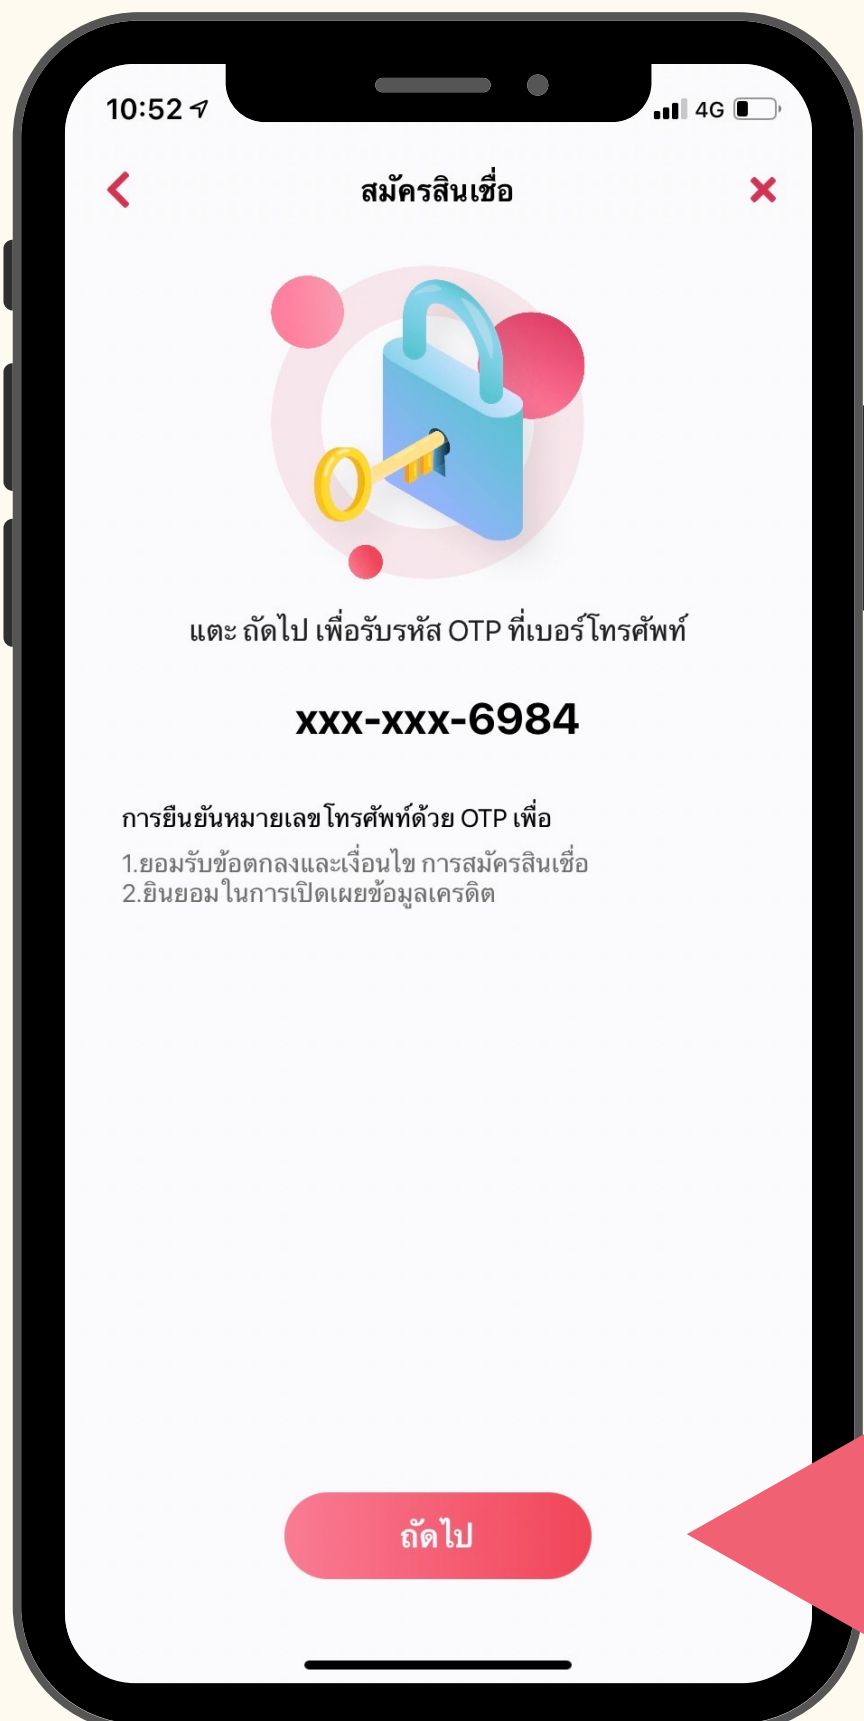 10:52
4G
สมัครสินเชื่อ
แตะ ถัดไป เพื่อรับรหัส OTP ที่เบอร์โทรศัพท์
xxx-xxx-6984
การยืนยันหมายเลขโทรศัพท์ด้วย OTP เพื่อ
1.ยอมรับข้อตกลงและเงื่อนไข การสมัครสินเชื่อ
2.ยินยอมในการเปิดเผยข้อมูลเครดิต
ถัดไป